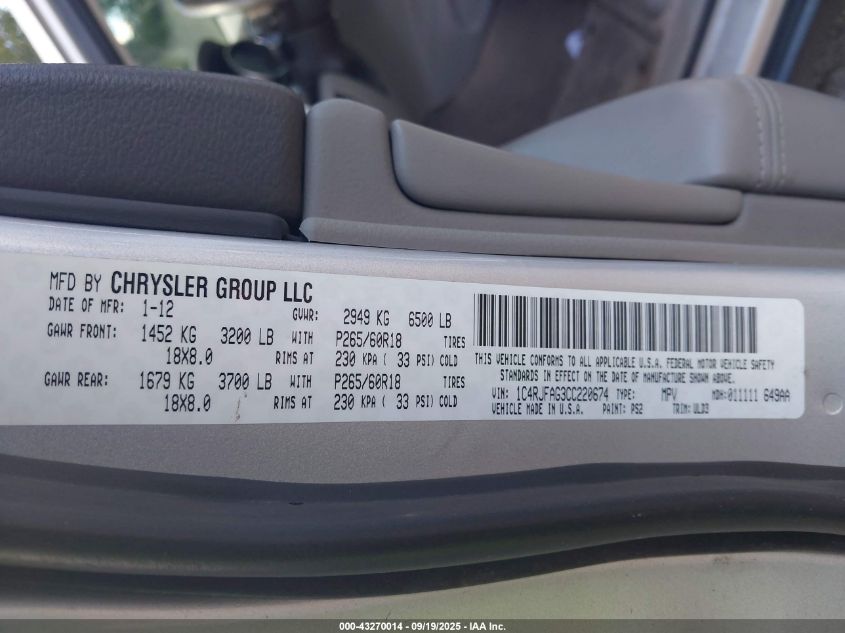 MFD BY CHRYSLER GROUP LLC
DATE OF MFR: 1-12 GVWR: 2949 KG 6500 LB
GAWR FRONT: 1452 KG 3200 LB WITH P265/60R18 TIRES
18X8.0 RIMS AT 230 KPA ( 33 PSI) COLD
GAWR REAR: 1679 KG 3700 LB WITH P265/60R18 TIRES
18X8.0 RIMS AT 230 KPA ( 33 PSI) COLD
THIS VEHICLE CONFORMS TO ALL APPLICABLE U.S.A. FEDERAL MOTOR VEHICLE SAFETY
STANDARDS IN EFFECT ON THE DATE OF MANUFACTURE SHOWN ABOVE.
VIN: 1C4RJFAG3CC220674 TYPE: MPV MDH: 011111 649AA
VEHICLE MADE IN U.S.A. PAINT: PS2 TRIM: ULD3
000-43270014 - 09/19/2025 - IAA Inc.